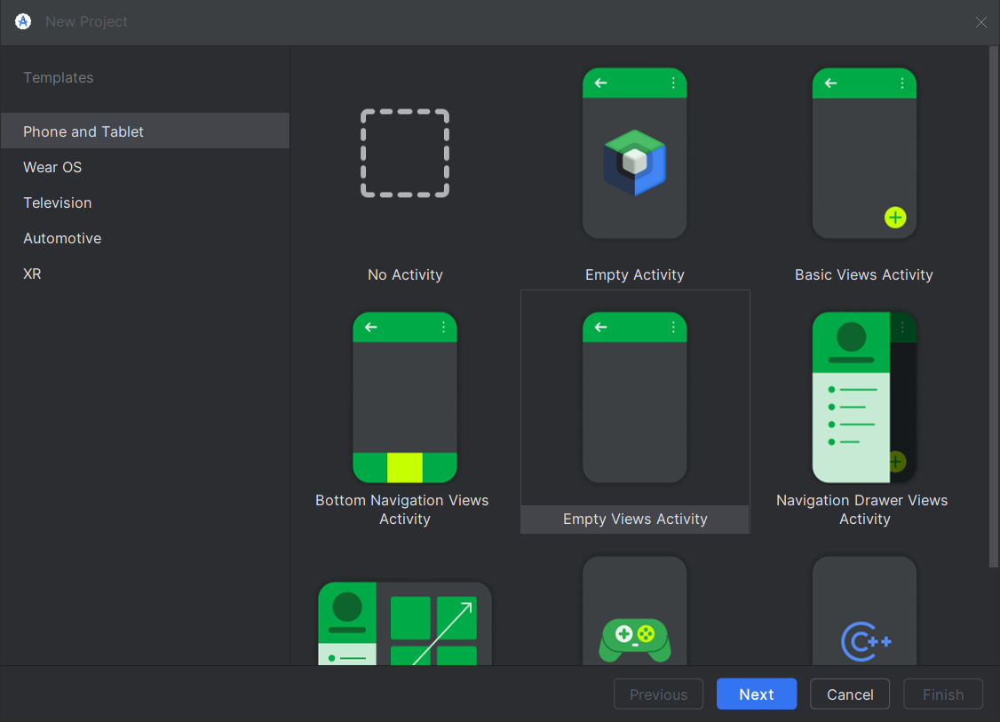 New Project
Templates
Phone and Tablet
Wear OS
Television
Automotive
XR
No Activity
Empty Activity
Basic Views Activity
Bottom Navigation Views
Activity
Empty Views Activity
Navigation Drawer Views
Activity
C++
Previous
Next
Cancel
Finish